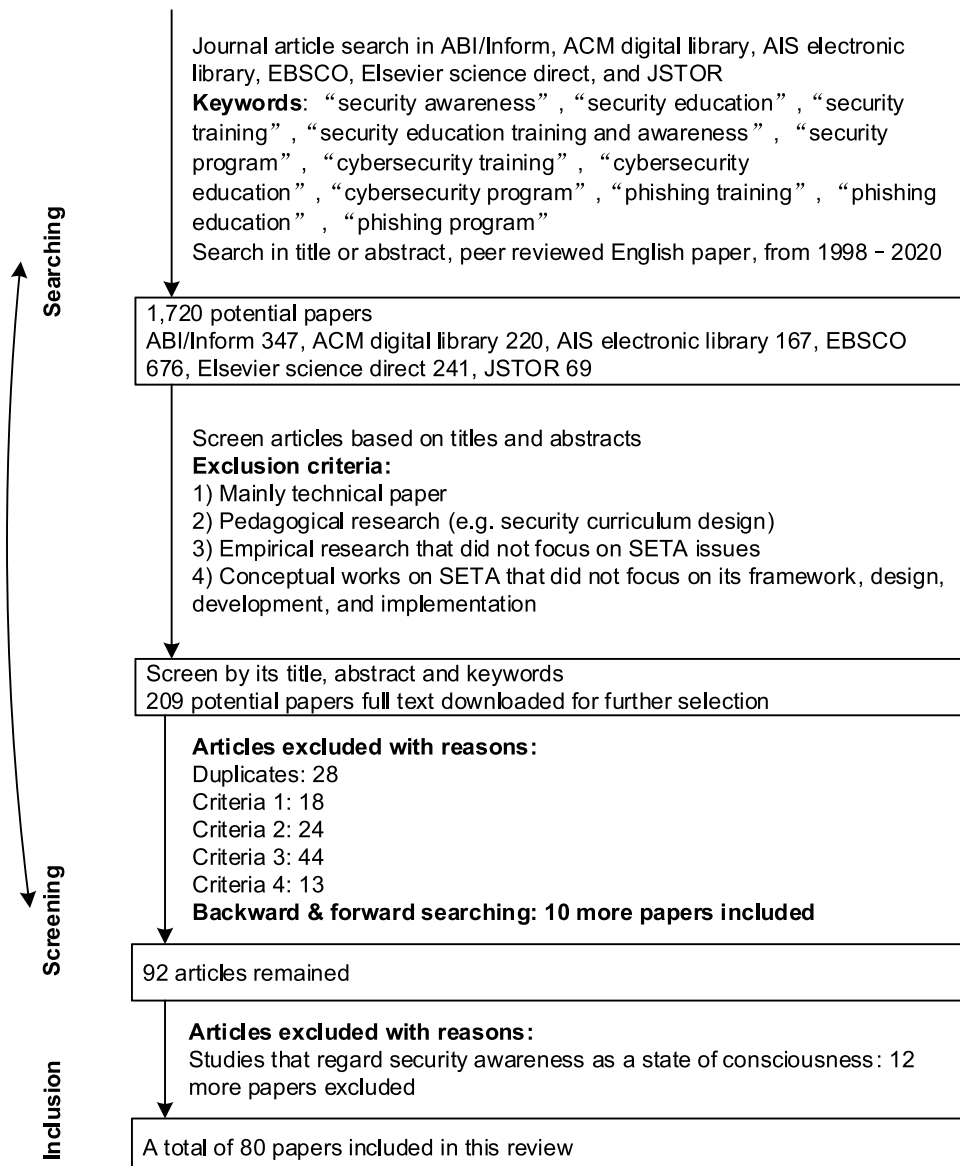 Journal article search in ABI/Inform, ACM digital library, AIS electronic
library, EBSCO, Elsevier science direct, and JSTOR
Keywords: “security awareness”, “security education”, “security
training”, “security education training and awareness”, “security
program”, “cybersecurity training”, “cybersecurity
education”, “cybersecurity program”, “phishing training”, “phishing
education”, “phishing program”
Search in title or abstract, peer reviewed English paper, from 1998 – 2020
Searching
1,720 potential papers
ABI/Inform 347, ACM digital library 220, AIS electronic library 167, EBSCO
676, Elsevier science direct 241, JSTOR 69
Screen articles based on titles and abstracts
Exclusion criteria:
1) Mainly technical paper
2) Pedagogical research (e.g. security curriculum design)
3) Empirical research that did not focus on SETA issues
4) Conceptual works on SETA that did not focus on its framework, design,
development, and implementation
Screen by its title, abstract and keywords
209 potential papers full text downloaded for further selection
Articles excluded with reasons:
Duplicates: 28
Criteria 1: 18
Criteria 2: 24
Criteria 3: 44
Criteria 4: 13
Backward & forward searching: 10 more papers included
Screening
92 articles remained
Articles excluded with reasons:
Studies that regard security awareness as a state of consciousness: 12
more papers excluded
Inclusion
A total of 80 papers included in this review